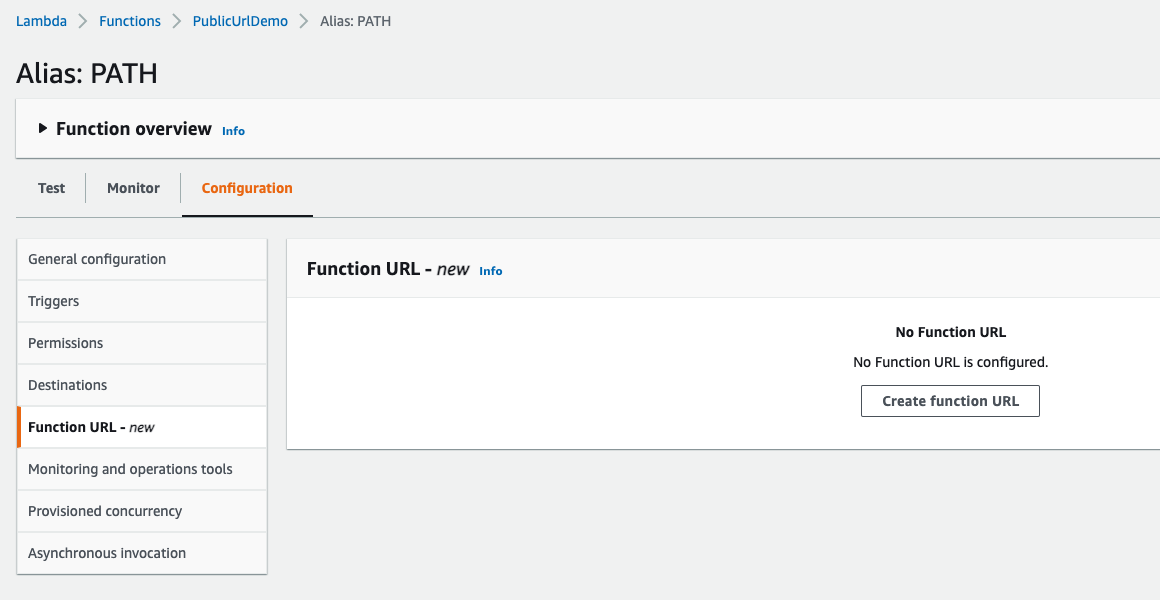 Lambda > Functions > PublicUrlDemo > Alias: PATH
Alias: PATH
Function overview Info
Test Monitor Configuration
General configuration
Triggers
Permissions
Destinations
Function URL - new
Monitoring and operations tools
Provisioned concurrency
Asynchronous invocation
Function URL - new Info
No Function URL
No Function URL is configured.
Create function URL